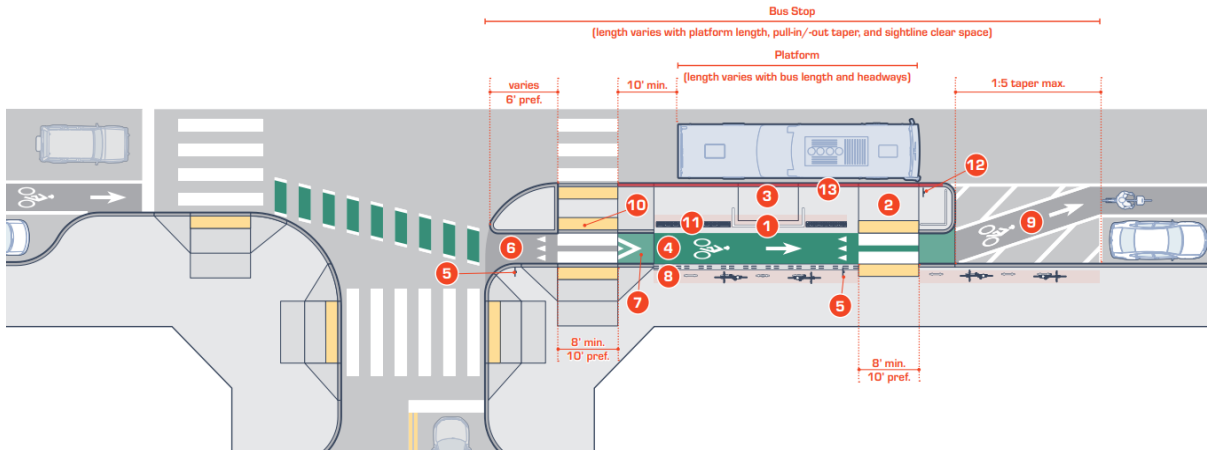 Bus Stop
(length varies with platform length, pull-in/-out taper, and sightline clear space)
Platform
(length varies with bus length and headways)
varies
6' pref.
10' min.
1:5 taper max.
12
3
13
2
10
11
1
9
6
4
5
8
7
5
8' min.
10' pref.
8' min.
10' pref.